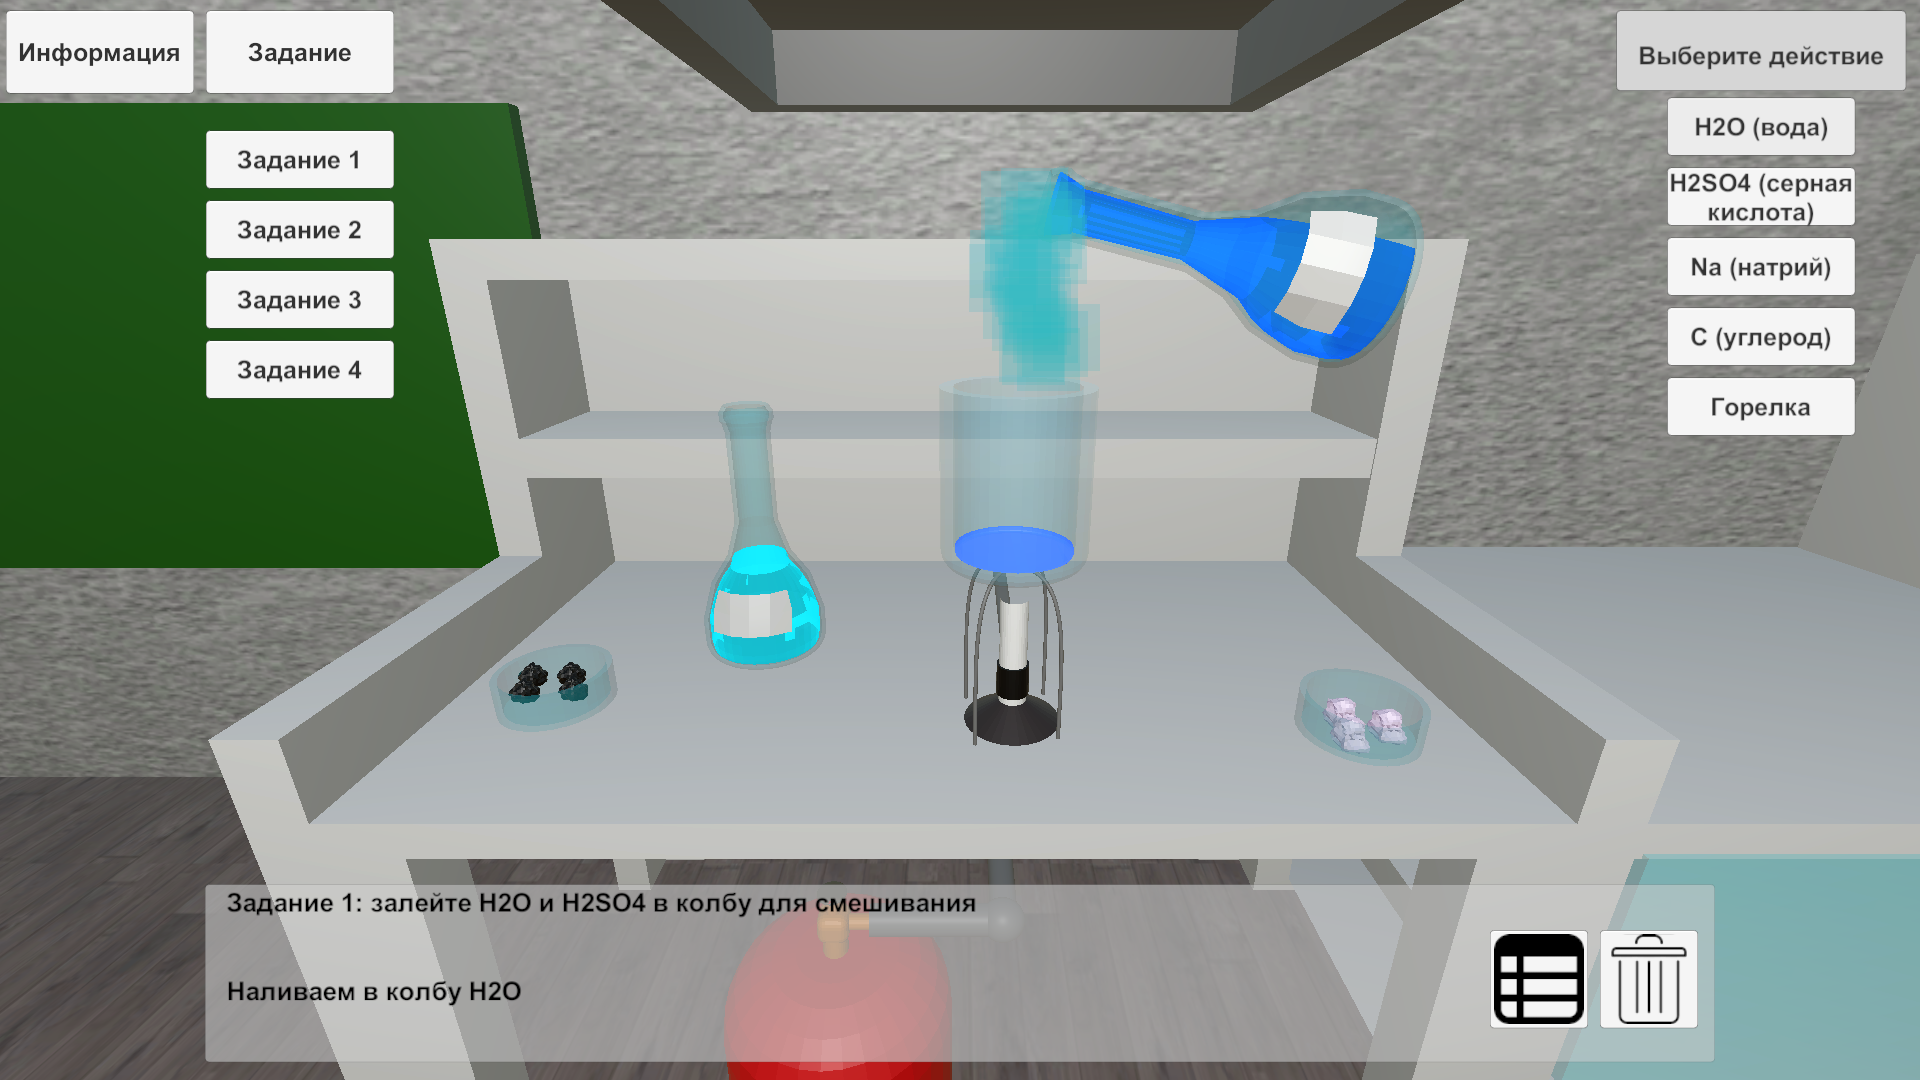 Информация
Задание
Выберите действие
Задание 1
Задание 2
Задание 3
Задание 4
H2O (вода)
H2SO4 (серная
кислота)
Na (натрий)
C (углерод)
Горелка
Задание 1: залейте H2O и H2SO4 в колбу для смешивания
Наливаем в колбу H2O